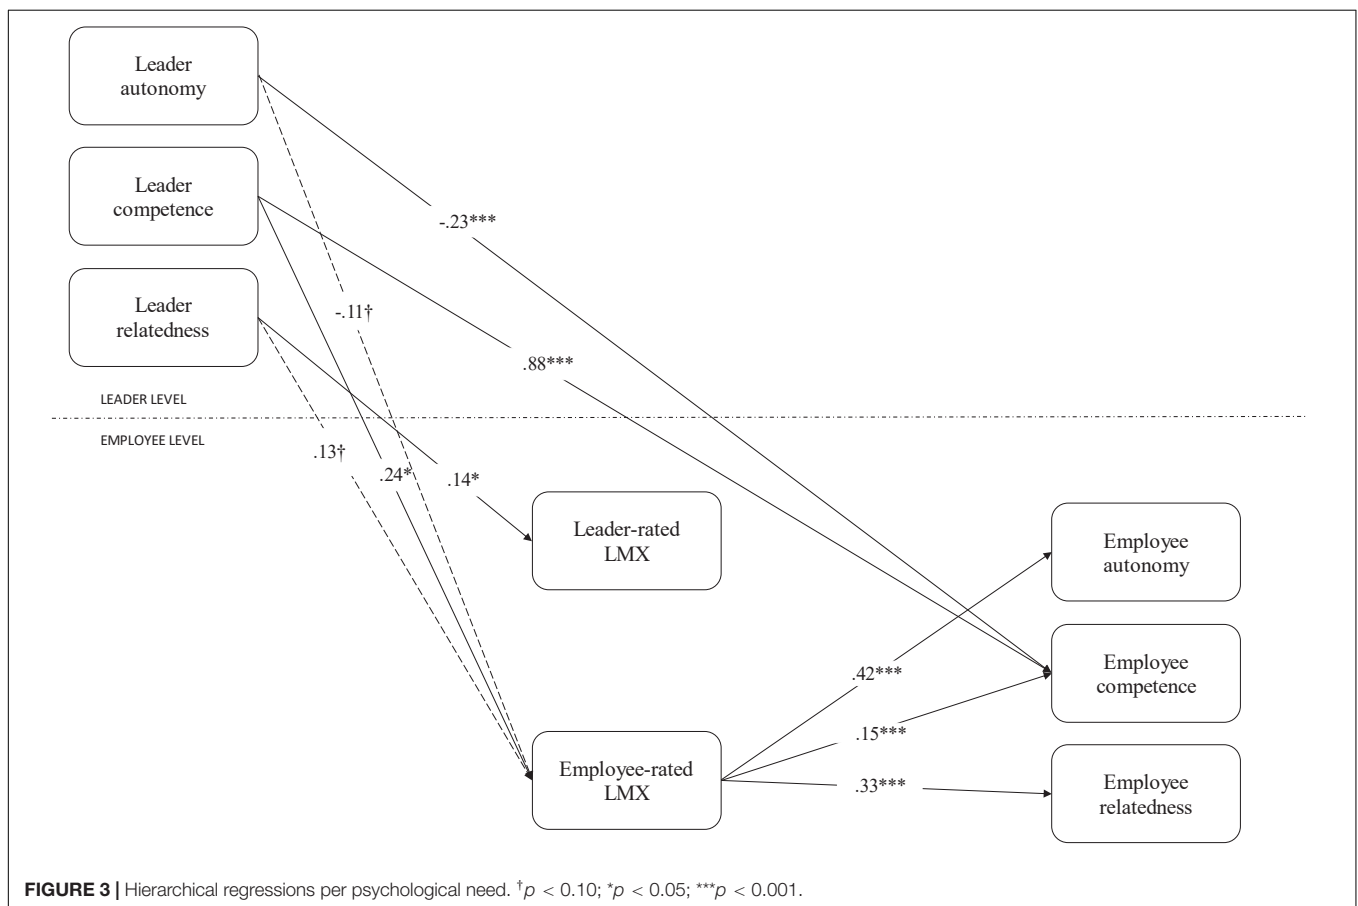 Leader
autonomy
Leader
competence
-.23***
Leader
relatedness
-.11†
.88***
LEADER LEVEL
EMPLOYEE LEVEL
.13†
.24*
.14*
Leader-rated
LMX
Employee
autonomy
Employee
competence
.42***
.15***
Employee-rated
LMX
.33***
Employee
relatedness
FIGURE 3 | Hierarchical regressions per psychological need. †p < 0.10; *p < 0.05; ***p < 0.001.